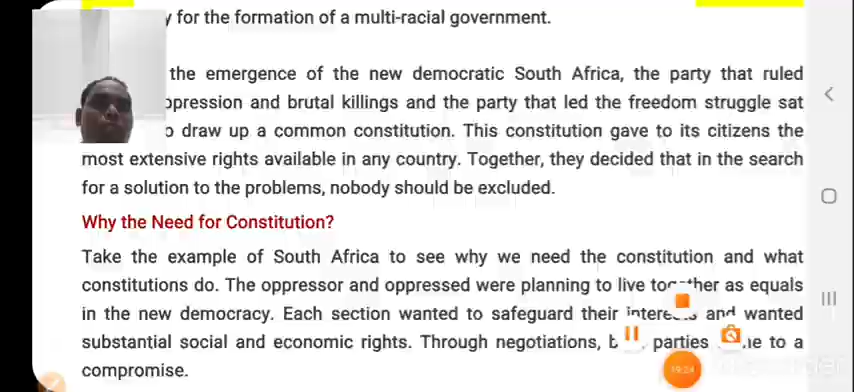 for the formation of a multi-racial government.
the emergence of the new democratic South Africa, the party that ruled
and brutal killings and the party that led the freedom struggle sat
draw up a common constitution. This constitution gave to its citizens the
most extensive rights available in any country. Together, they decided that in the search
for a solution to the problems, nobody should be excluded.
Why the Need for Constitution?
Take the example of South Africa to see why we need the constitution and what
constitutions do. The oppressor and oppressed were planning to live together as equals
in the new democracy. Each section wanted to safeguard their and wanted
substantial social and economic rights. Through negotiations, parties to a
compromise.
19:24